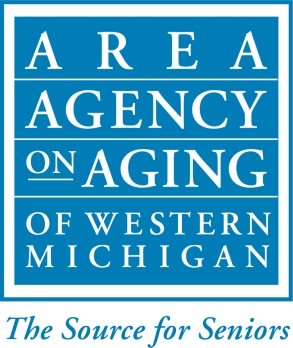 AREA
AGENCY
ON AGING
OF WESTERN
MICHIGAN
The Source for Seniors